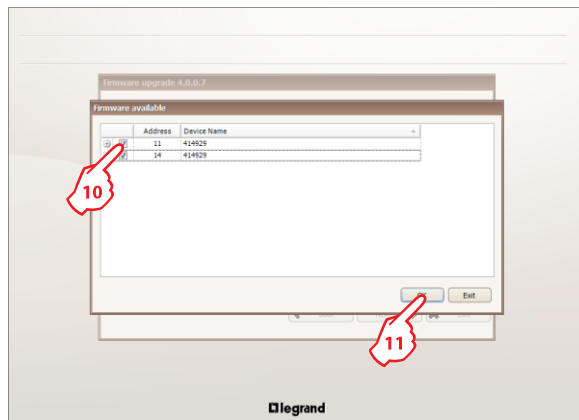 Firmware upgrade 4.0.0.7
Firmware available
Address Device Name
11 414929
14 414929
10
Exit
11
legrand